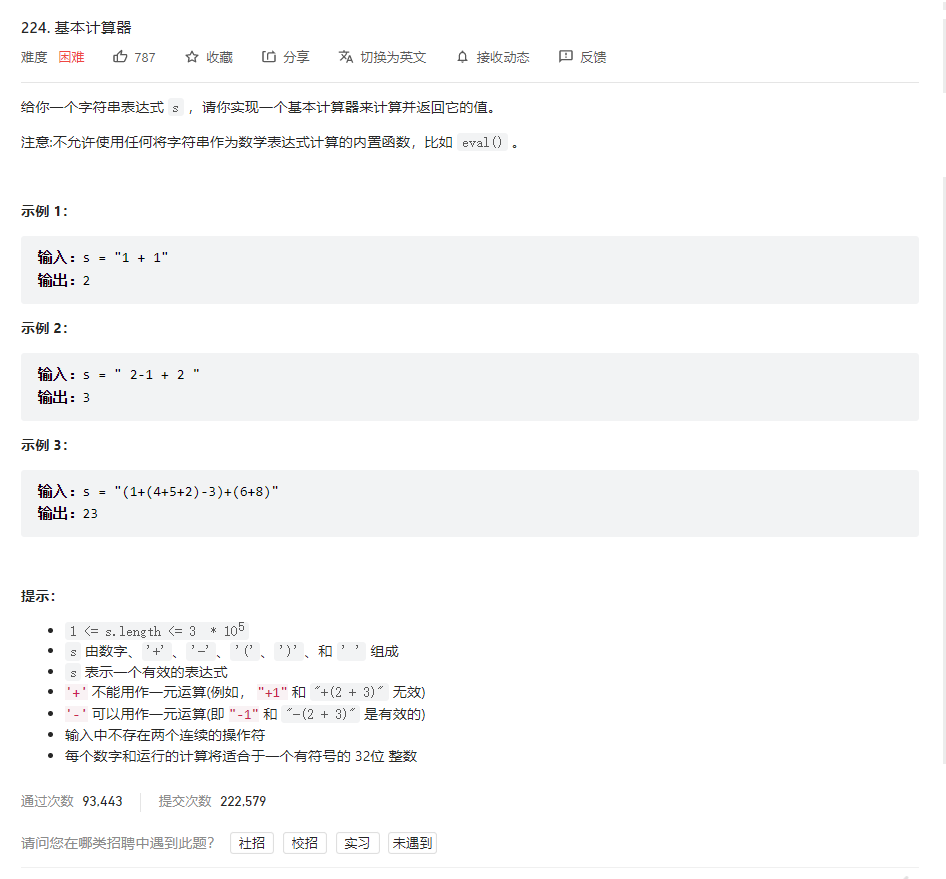 224. 基本计算器
难度 困难 787 收藏 分享 切换为英文 接收动态 反馈
给你一个字符串表达式 s ，请你实现一个基本计算器来计算并返回它的值。
注意:不允许使用任何将字符串作为数学表达式计算的内置函数，比如 eval() 。
示例 1：
输入：s = "1 + 1"
输出：2
示例 2：
输入：s = " 2-1 + 2 "
输出：3
示例 3：
输入：s = "(1+(4+5+2)-3)+(6+8)"
输出：23
提示：
1 <= s.length <= 3 * 10⁵
s 由数字、'+'、'-'、'('、')'、和 ' ' 组成
s 表示一个有效的表达式
'+' 不能用作一元运算(例如， "+1" 和 "+(2 + 3)" 无效)
'-' 可以用作一元运算(即 "-1" 和 "-(2 + 3)" 是有效的)
输入中不存在两个连续的操作符
每个数字和运行的计算将适合于一个有符号的 32位 整数
通过次数 93,443 提交次数 222,579
请问您在哪类招聘中遇到此题？ 社招 校招 实习 未遇到